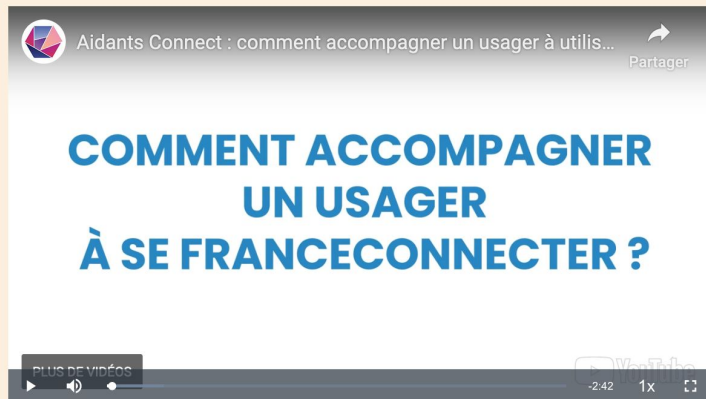 Aidants Connect : comment accompagner un usager à utilis...
Partager
COMMENT ACCOMPAGNER
UN USAGER
À SE FRANCECONNECTER ?
PLUS DE VIDÉOS
YouTube
-2:42
1x